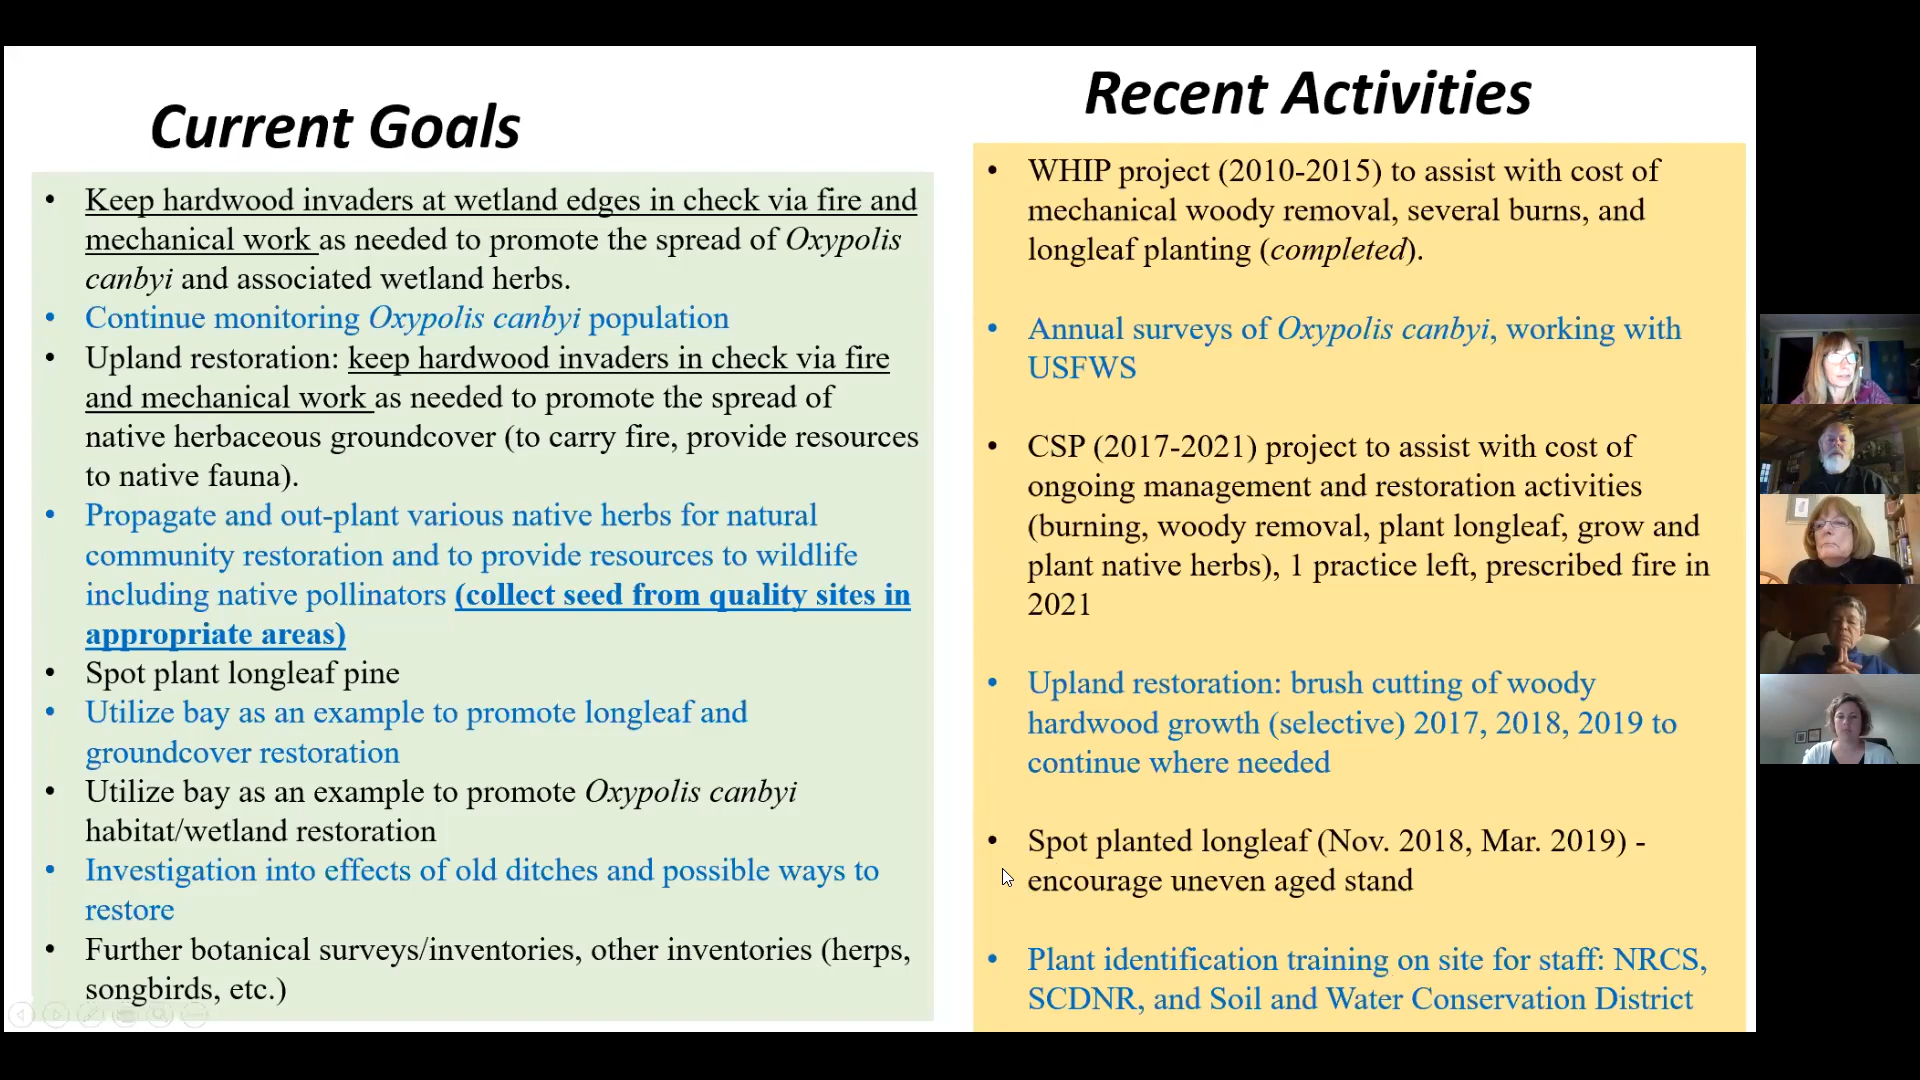 Current Goals
• Keep hardwood invaders at wetland edges in check via fire and
mechanical work as needed to promote the spread of Oxypolis
canbyi and associated wetland herbs.
• Continue monitoring Oxypolis canbyi population
• Upland restoration: keep hardwood invaders in check via fire
and mechanical work as needed to promote the spread of
native herbaceous groundcover (to carry fire, provide resources
to native fauna).
• Propagate and out-plant various native herbs for natural
community restoration and to provide resources to wildlife
including native pollinators (collect seed from quality sites in
appropriate areas)
• Spot plant longleaf pine
• Utilize bay as an example to promote longleaf and
groundcover restoration
• Utilize bay as an example to promote Oxypolis canbyi
habitat/wetland restoration
• Investigation into effects of old ditches and possible ways to
restore
• Further botanical surveys/inventories, other inventories (herps,
songbirds, etc.)
Recent Activities
• WHIP project (2010-2015) to assist with cost of
mechanical woody removal, several burns, and
longleaf planting (completed).
• Annual surveys of Oxypolis canbyi, working with
USFWS
• CSP (2017-2021) project to assist with cost of
ongoing management and restoration activities
(burning, woody removal, plant longleaf, grow and
plant native herbs), 1 practice left, prescribed fire in
2021
• Upland restoration: brush cutting of woody
hardwood growth (selective) 2017, 2018, 2019 to
continue where needed
• Spot planted longleaf (Nov. 2018, Mar. 2019) -
encourage uneven aged stand
• Plant identification training on site for staff: NRCS,
SCDNR, and Soil and Water Conservation District